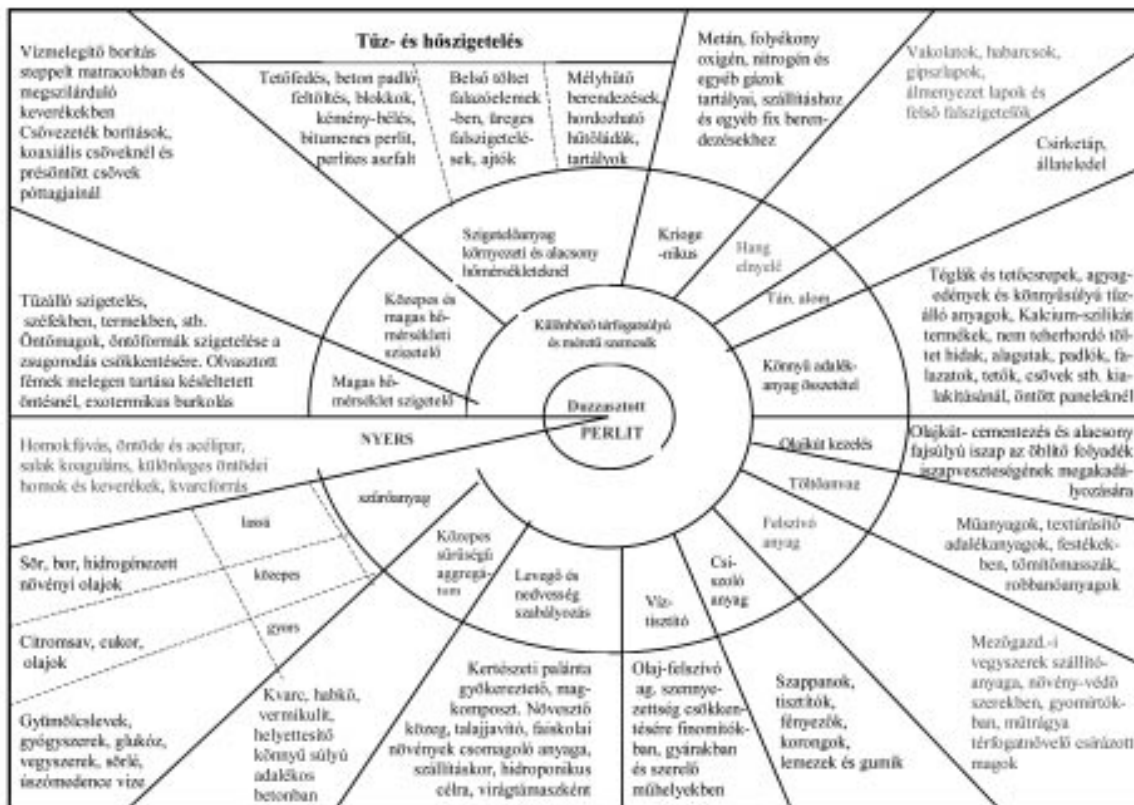 Vízmelegítő borítás
steppelt matracokban és
megszilárduló
keverékekben
Csővezeték borítások,
koaxiális csöveknél és
présöntött csövek
póttagjainál
Tűz- és hőszigetelés
Tetőfedés, beton padló
feltöltés, blokkok,
kémény-bélés,
bitumenes perlit,
perlites aszfalt
Belső töltet
falazóelemek
-ben, üreges
falszigetelé-
sek, ajtók
Mélyhűtő
berendezések,
hordozható
hűtőládák,
tartályok
Metán, folyékony
oxigén, nitrogén és
egyéb gázok
tartályai, szállításhoz
és egyéb fix beren-
dezésekhez
Vakolatok, habarcsok,
gipszlapok,
álmenyezet lapok és
felső falszigetelők
Csirketáp,
állateledel
Szigetelőanyag
környezeti és alacsony
hőmérsékleteknél
Krioge
-nikus
Hang
elnyelő
Táp. alom
Közepes és
magas hő-
mérsékleti
szigetelő
Különböző térfogatsúlyú
és méretű szemcsék
Könnyű adalék-
anyag összetétel
Téglák és tetőcserepek, agyag-
edények és könnyűsúlyú tűz-
álló anyagok, Kalcium-szilikát
termékek, nem teherhordó töl-
tet hidak, alagutak, padlók, fa-
lazatok, tetők, csövek stb. kia-
lakításánál, öntött paneleknél
Tűzálló szigetelés,
széfekben, termekben, stb.
Öntőmagok, öntőformák szigetelése a
zsugorodás csökkentésére. Olvasztott
fémek melegen tartása késleltetett
öntésnél, exotermikus burkolás
Magas hő-
mérséklet szigetelő
Duzzasztott
PERLIT
NYERS
Homokfúvás, öntöde és acélipar,
salak koaguláns, különleges öntödei
homok és keverékek, kvarcforrás
Olajkút kezelés
Olajkút- cementezés és alacsony
fajsúlyú iszap az öblítő folyadék
iszapveszteségének megakadá-
lyozására
Töltőanyag
Műanyagok, textúrásító
adalékanyagok, festékek-
ben, tömítőmasszák,
robbanóanyagok
szűrőanyag
lassú
közepes
gyors
Sör, bor, hidrogénezett
növényi olajok
Citromsav, cukor,
olajok
Gyümölcslevek,
gyógyszerek, glukóz,
vegyszerek, sörlé,
úszómedence vize
Közepes
sűrűségű
aggregá-
tum
Levegő és
nedvesség
szabályozás
Víz-
tisztító
Csi-
szoló
anyag
Felszívó
anyag
Kvarc, habkő,
vermikulit,
helyettesítő
könnyű súlyú
adalékos
betonban
Kertészeti palánta
gyökereztető, mag-
komposzt. Növesztő
közeg, talajjavító, faiskolai
növények csomagoló anyaga,
szállításkor, hidroponikus
célra, virágtámaszként
Olaj-felszívó
ag. szennye-
zettség csökken-
tésére finomítók-
ban, gyárakban
és szerelő
műhelyekben
Szappanok,
tisztítók,
fényezők,
korongok,
lemezek és gumik
Mezőgazd.-i
vegyszerek szállító-
anyaga, növény-védő
szerekben, gyomirtók-
ban, műtrágya
térfogatnövelő csírázott
magok